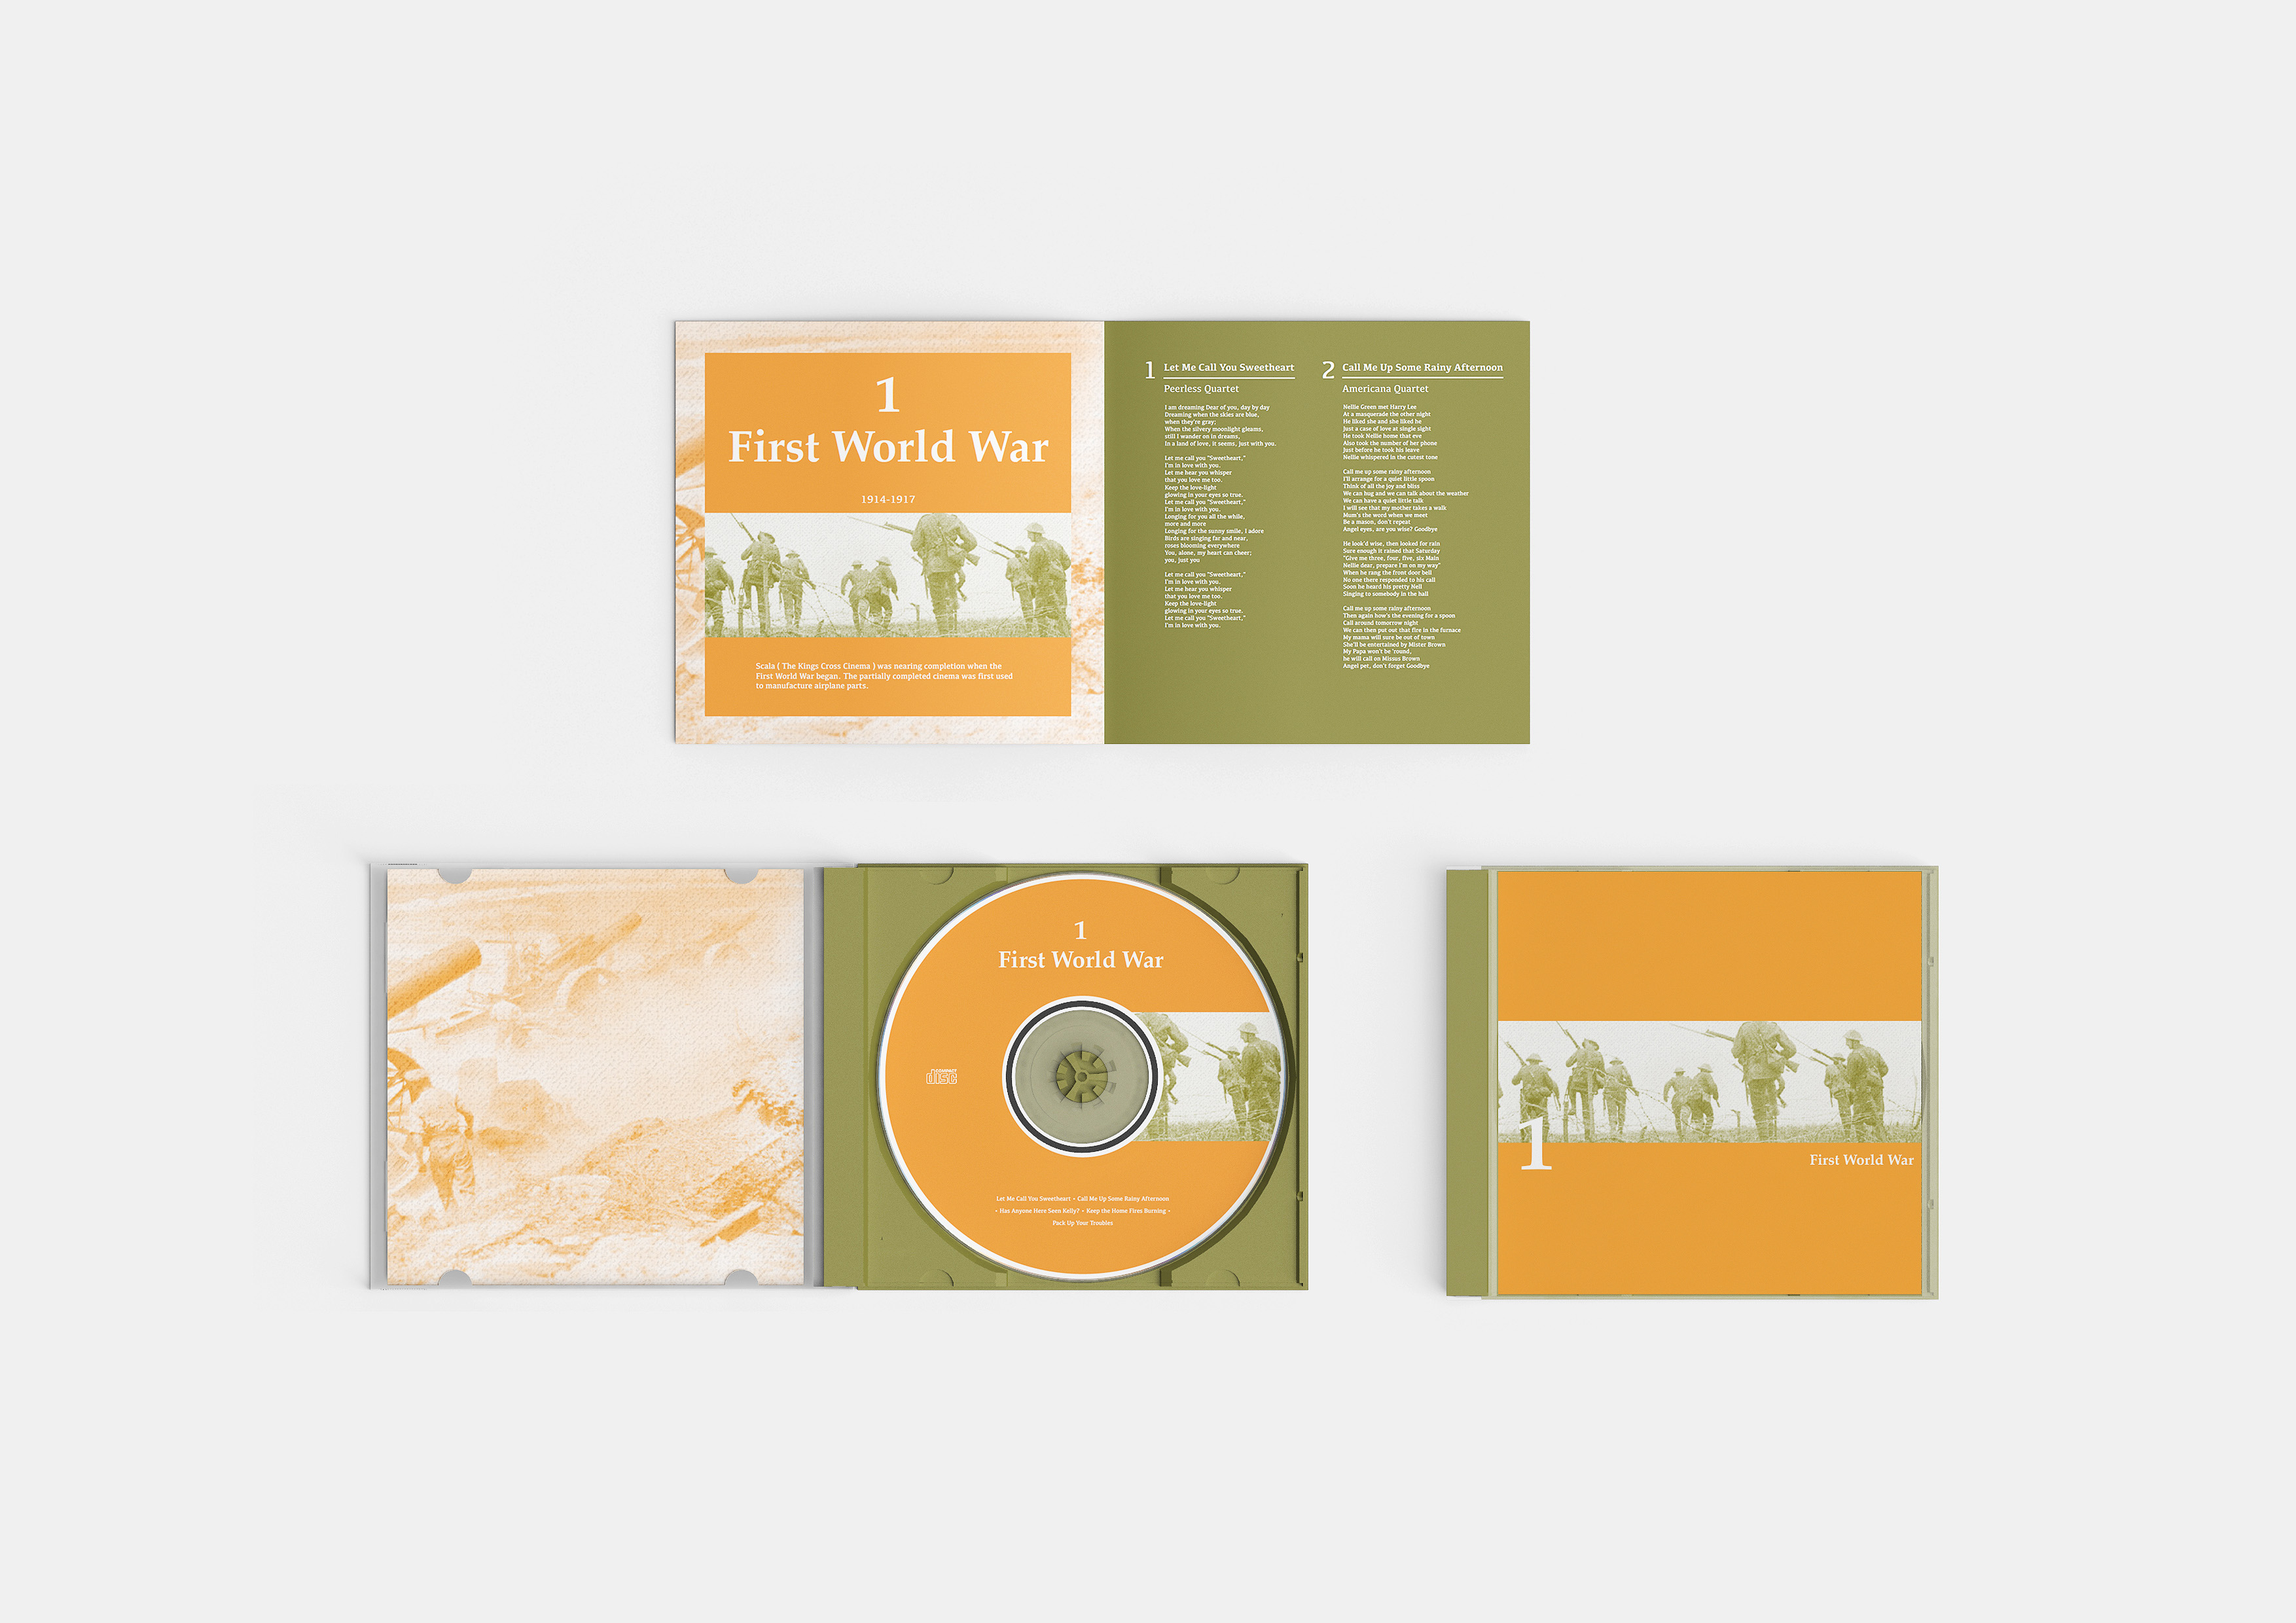 1
First World War
1914-1917
Scala ( The Kings Cross Cinema ) was nearing completion when the
First World War began. The partially completed cinema was first used
to manufacture airplane parts.
1 Let Me Call You Sweetheart
Peerless Quartet
I am dreaming Dear of you, day by day
Dreaming when the skies are blue,
when they're gray;
When the silvery moonlight gleams,
still I wander on in dreams,
In a land of love, it seems, just with you.
Let me call you "Sweetheart,"
I'm in love with you.
Let me hear you whisper
that you love me too.
Keep the love-light
glowing in your eyes so true.
Let me call you "Sweetheart,"
I'm in love with you.
Longing for you all the while,
more and more
Longing for the sunny smile, I adore
Birds are singing far and near,
roses blooming everywhere
You, alone, my heart can cheer;
you, just you
Let me call you "Sweetheart,"
I'm in love with you.
Let me hear you whisper
that you love me too.
Keep the love-light
glowing in your eyes so true.
Let me call you "Sweetheart,"
I'm in love with you.
2 Call Me Up Some Rainy Afternoon
Americana Quartet
Nellie Green met Harry Lee
At a masquerade the other night
He liked she and she liked he
Just a case of love at single sight
He took Nellie home that eve
Also took the number of her phone
Just before he took his leave
Nellie whispered in the cutest tone
Call me up some rainy afternoon
I'll arrange for a quiet little spoon
Think of all the joy and bliss
We can hug and we can talk about the weather
We can have a quiet little talk
I will see that my mother takes a walk
Mum's the word when we meet
Be a mason, don't repeat
Angel eyes, are you wise? Goodbye
He look'd wise, then looked for rain
Sure enough it rained that Saturday
"Give me three, four, five, six Main
Nellie dear, prepare I'm on my way"
When he rang the front door bell
No one there responded to his call
Soon he heard his pretty Nell
Singing to somebody in the hall
Call me up some rainy afternoon
Then again how's the evening for a spoon
Call around tomorrow night
We can then put out that fire in the furnace
My mama will sure be out of town
She'll be entertained by Mister Brown
My Papa won't be 'round,
he will call on Missus Brown
Angel pet, don't forget Goodbye
1
First World War
COMPACT
disc
Let Me Call You Sweetheart • Call Me Up Some Rainy Afternoon
• Has Anyone Here Seen Kelly? • Keep the Home Fires Burning •
Pack Up Your Troubles
1
First World War